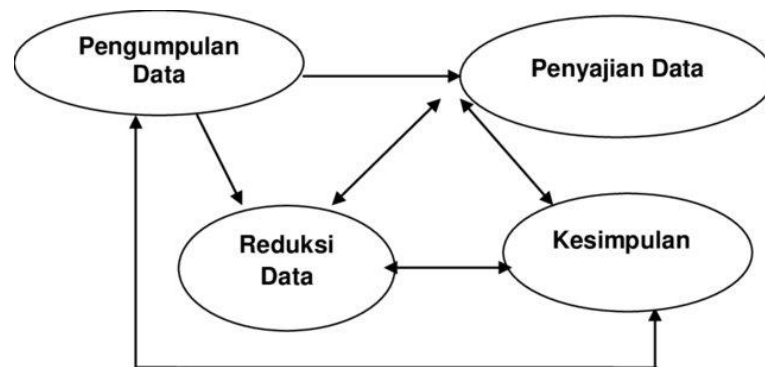 Pengumpulan
Data
Penyajian Data
Reduksi
Data
Kesimpulan